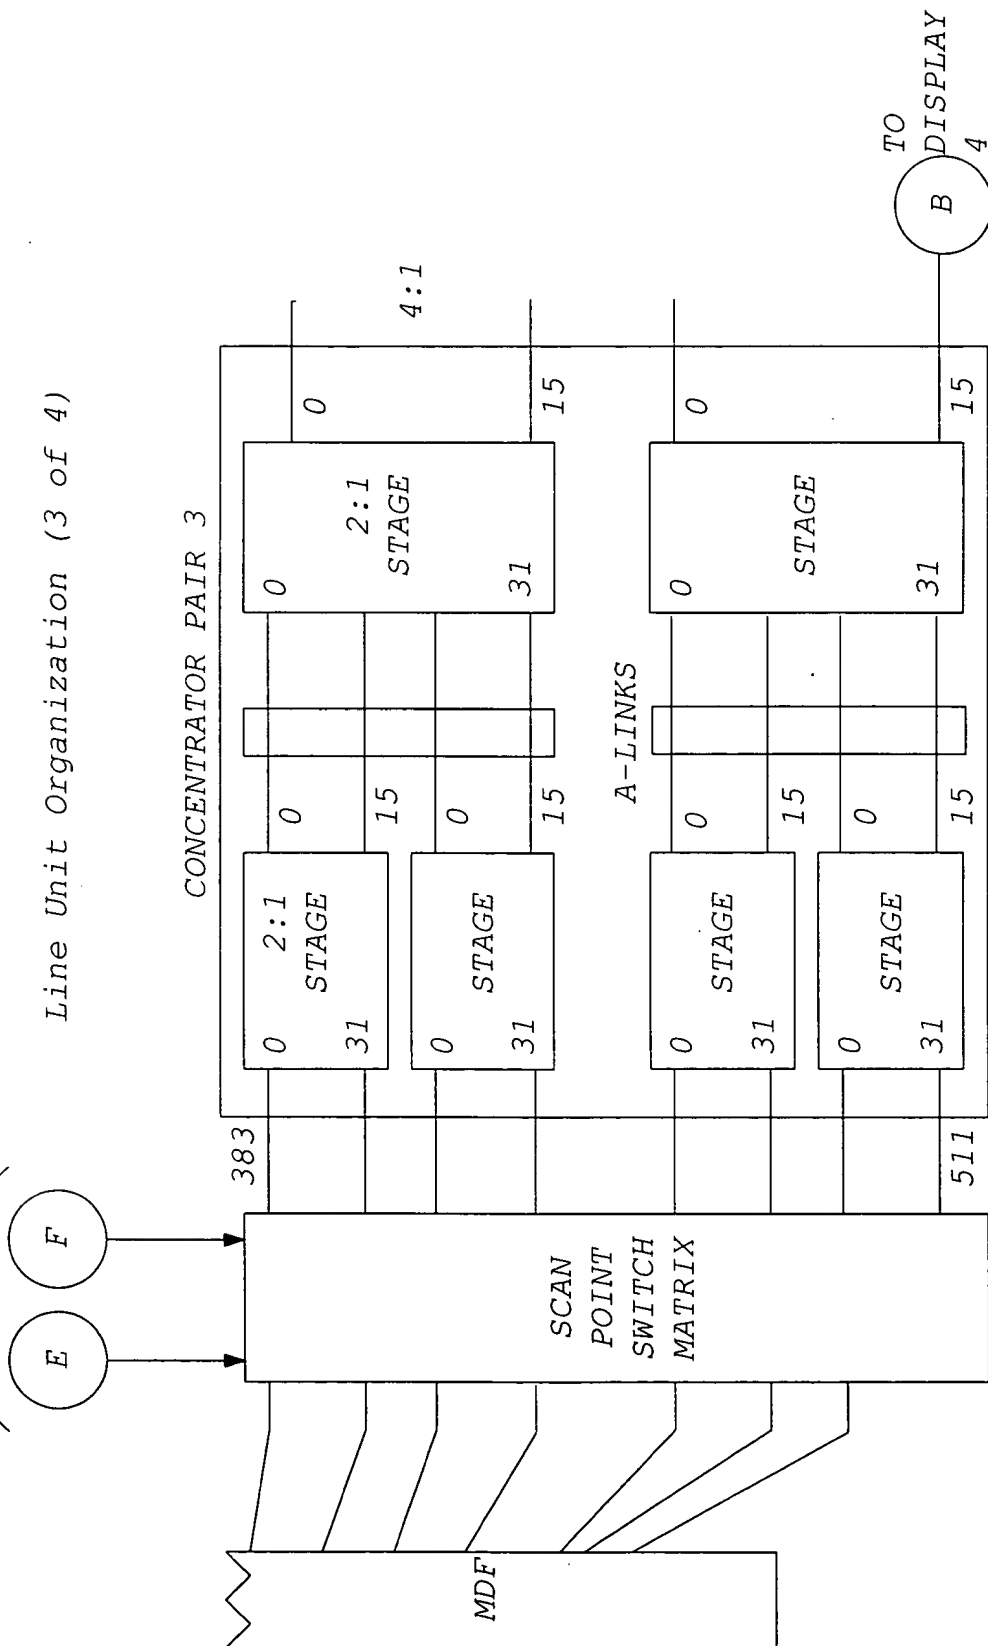 Line Unit Organization (3 of 4)
E
F
CONCENTRATOR PAIR 3
MDF
SCAN
POINT
SWITCH
MATRIX
383
511
0
2:1
STAGE
31
0
STAGE
31
0
STAGE
31
0
STAGE
31
0
15
0
15
A-LINKS
0
15
0
15
0
2:1
STAGE
31
0
STAGE
31
0
15
0
15
4:1
B
TO
DISPLAY
4